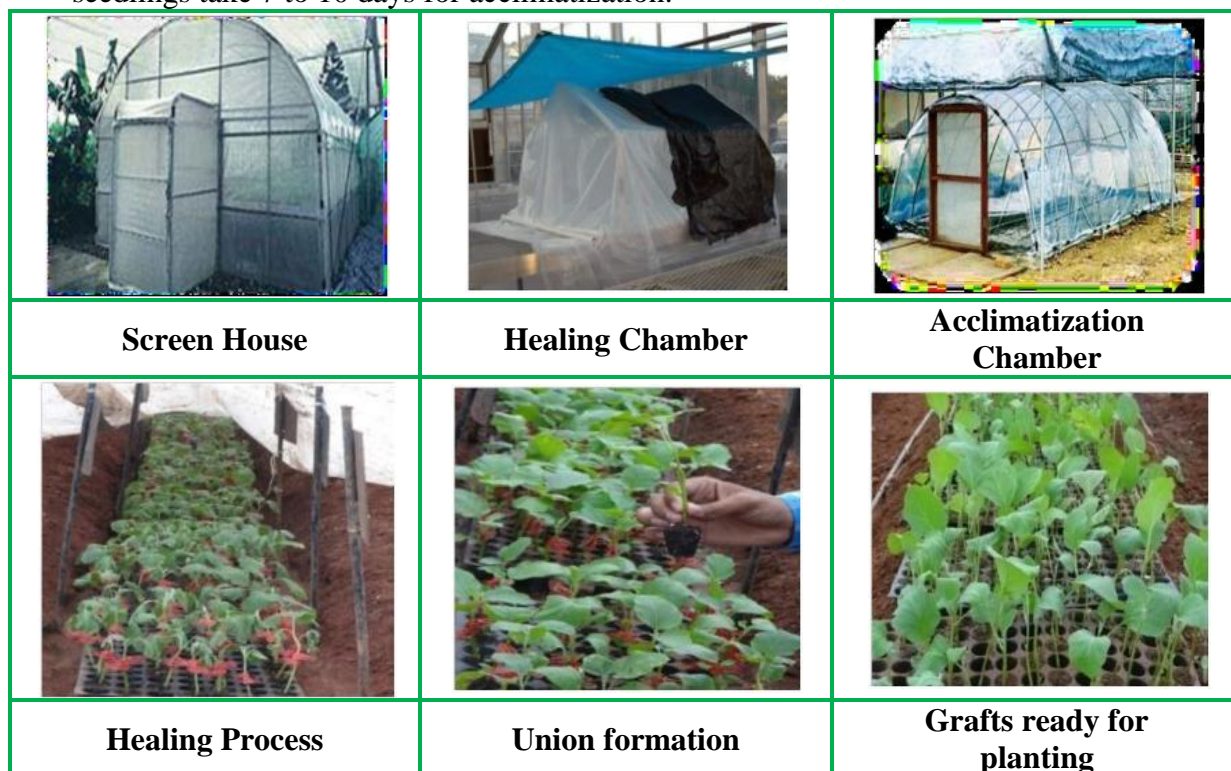 seedlings take 7 to 10 days for acclimatization.
Screen House
Healing Chamber
Acclimatization
Chamber
Healing Process
Union formation
Grafts ready for
planting